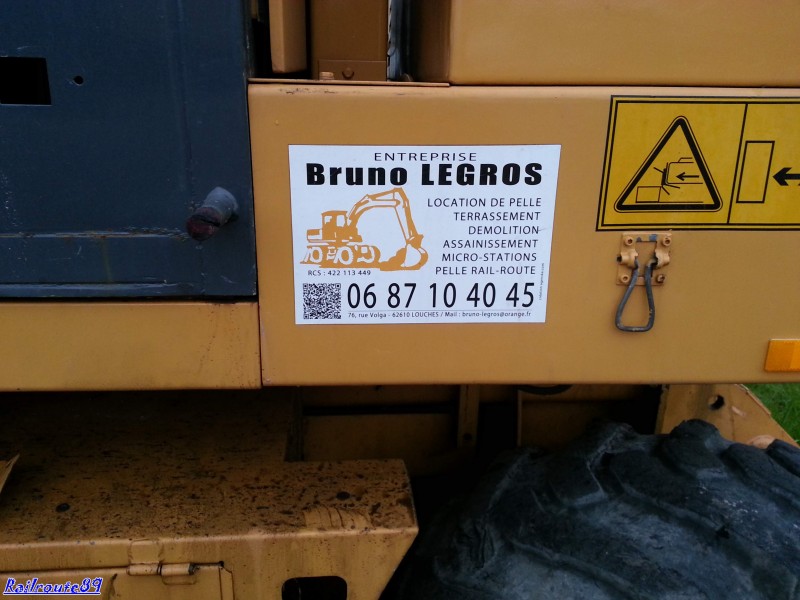 ENTREPRISE
Bruno LEGROS
LOCATION DE PELLE
TERRASSEMENT
DEMOLITION
ASSAINISSEMENT
MICRO-STATIONS
PELLE RAIL-ROUTE
RCS : 422 113 449
06 87 10 40 45
76, rue Volga - 62610 LOUCHES / Mail : bruno-legros@orange.fr
Railroute89